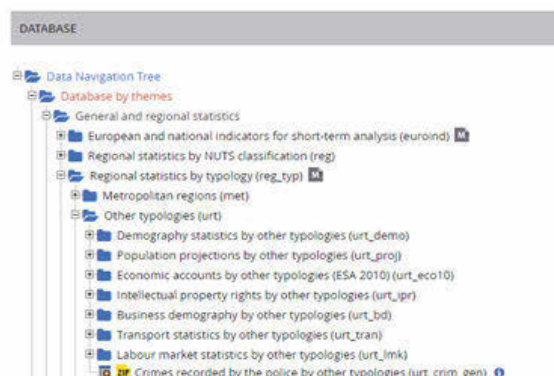 DATABASE
Data Navigation Tree
Database by themes
General and regional statistics
European and national indicators for short-term analysis (euroind) M
Regional statistics by NUTS classification (reg)
Regional statistics by typology (reg_typ) M
Metropolitan regions (met)
Other typologies (urt)
Demography statistics by other typologies (urt_demo)
Population projections by other typologies (urt_proj)
Economic accounts by other typologies (ESA 2010) (urt_eco10)
Intellectual property rights by other typologies (urt_ipr)
Business demography by other typologies (urt_bd)
Transport statistics by other typologies (urt_tran)
Labour market statistics by other typologies (urt_lmk)
ZIP Crimes recorded by the police by other typologies (urt_crim_gen)